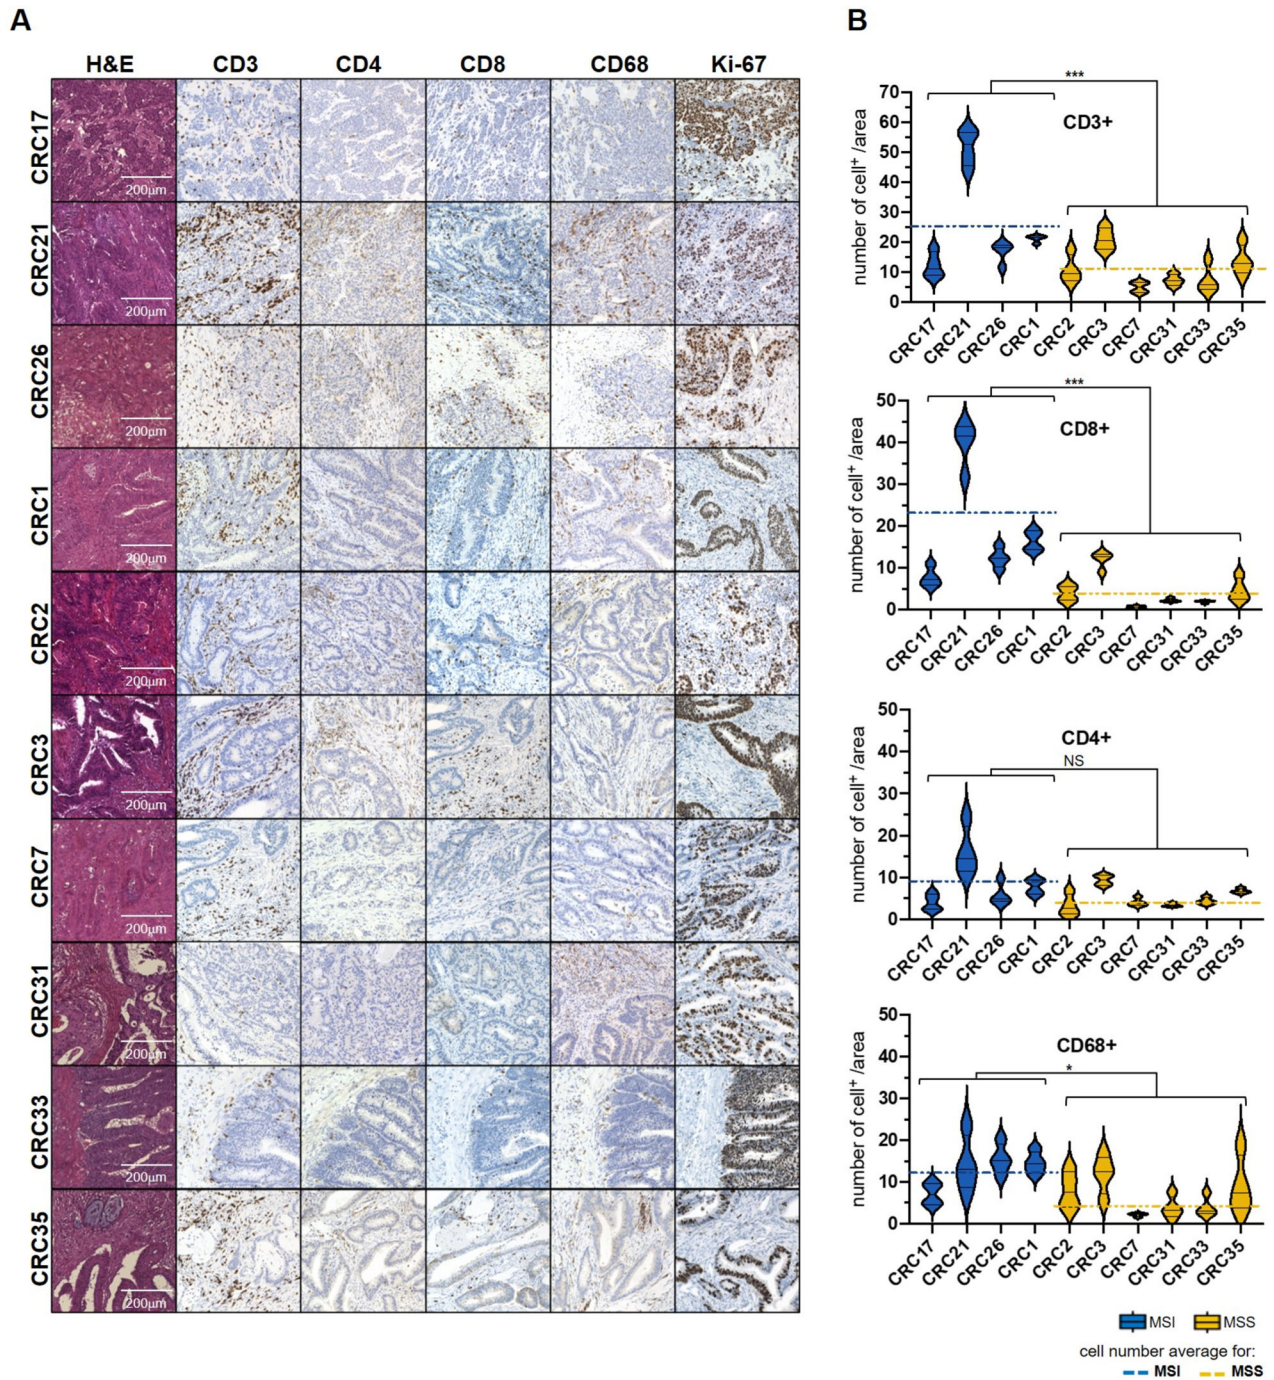 A
H&E CD3 CD4 CD8 CD68 Ki-67
CRC17
200µm
CRC21
200µm
CRC26
200µm
CRC1
200µm
CRC2
200µm
CRC3
200µm
CRC7
200µm
CRC31
200µm
CRC33
200µm
CRC35
200µm
B
***
CD3+
number of cell⁺ /area
70
60
50
40
30
20
10
0
CRC17 CRC21 CRC26 CRC1 CRC2 CRC3 CRC7 CRC31 CRC33 CRC35
***
CD8+
number of cell⁺ /area
50
40
30
20
10
0
CRC17 CRC21 CRC26 CRC1 CRC2 CRC3 CRC7 CRC31 CRC33 CRC35
CD4+
NS
number of cell⁺ /area
50
40
30
20
10
0
CRC17 CRC21 CRC26 CRC1 CRC2 CRC3 CRC7 CRC31 CRC33 CRC35
CD68+
*
number of cell⁺ /area
50
40
30
20
10
0
CRC17 CRC21 CRC26 CRC1 CRC2 CRC3 CRC7 CRC31 CRC33 CRC35
MSI MSS
cell number average for:
MSI MSS